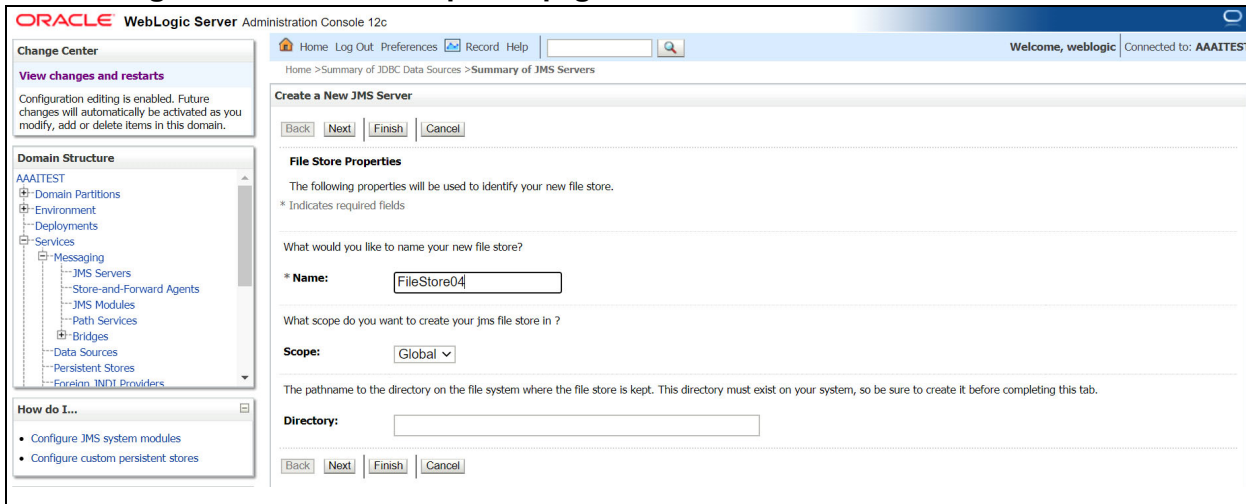 ORACLE WebLogic Server Administration Console 12c
Change Center
View changes and restarts
Configuration editing is enabled. Future
changes will automatically be activated as you
modify, add or delete items in this domain.
Domain Structure
AAAITEST
Domain Partitions
Environment
Deployments
Services
Messaging
JMS Servers
Store-and-Forward Agents
JMS Modules
Path Services
Bridges
Data Sources
Persistent Stores
Foreign JNDI Providers
How do I...
• Configure JMS system modules
• Configure custom persistent stores
Home Log Out Preferences Record Help
Welcome, weblogic Connected to: AAAITEST
Home >Summary of JDBC Data Sources >Summary of JMS Servers
Create a New JMS Server
Back Next Finish Cancel
File Store Properties
The following properties will be used to identify your new file store.
* Indicates required fields
What would you like to name your new file store?
* Name: FileStore04
What scope do you want to create your jms file store in ?
Scope: Global
The pathname to the directory on the file system where the file store is kept. This directory must exist on your system, so be sure to create it before completing this tab.
Directory:
Back Next Finish Cancel